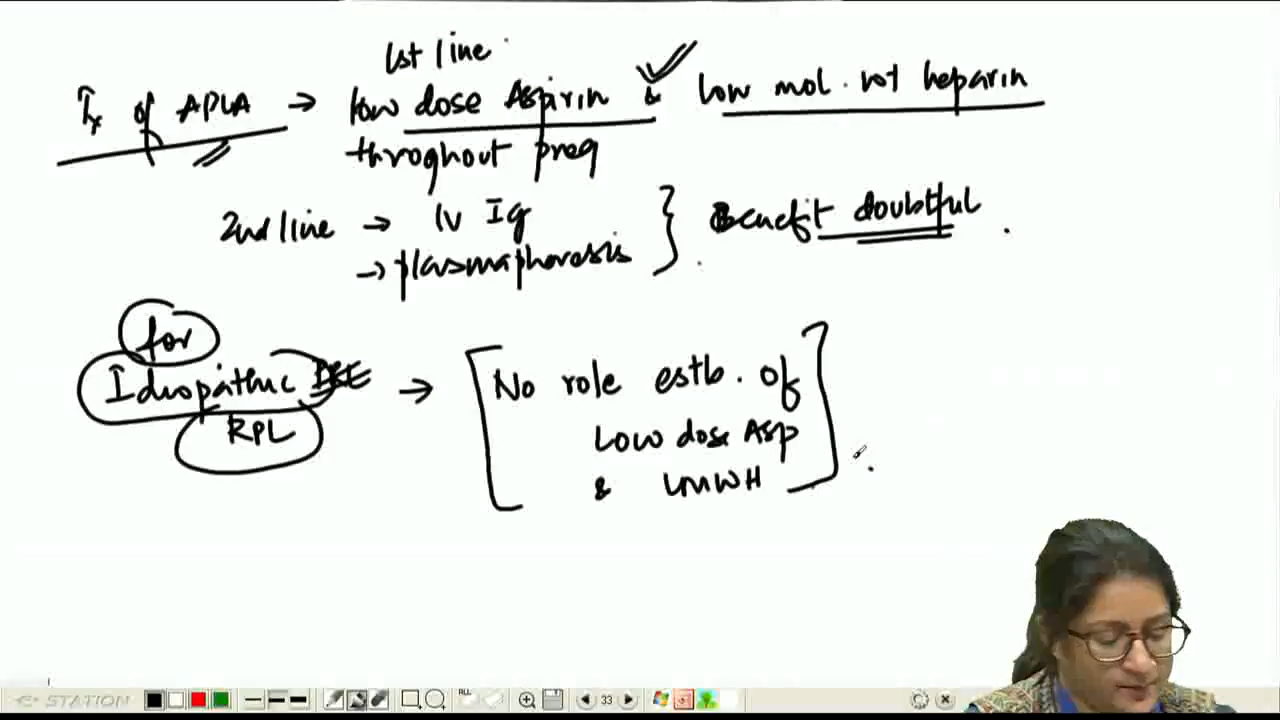 1st line
Tx of APLA → low dose Aspirin & low mol. wt heparin
throghout preg
2nd line → IV Ig
→ plasmapheresis } Benefit doubtful.
for
Idiopathic → [No role estb. of
RPL
Low dose Asp
& LMWH].
STATION
33